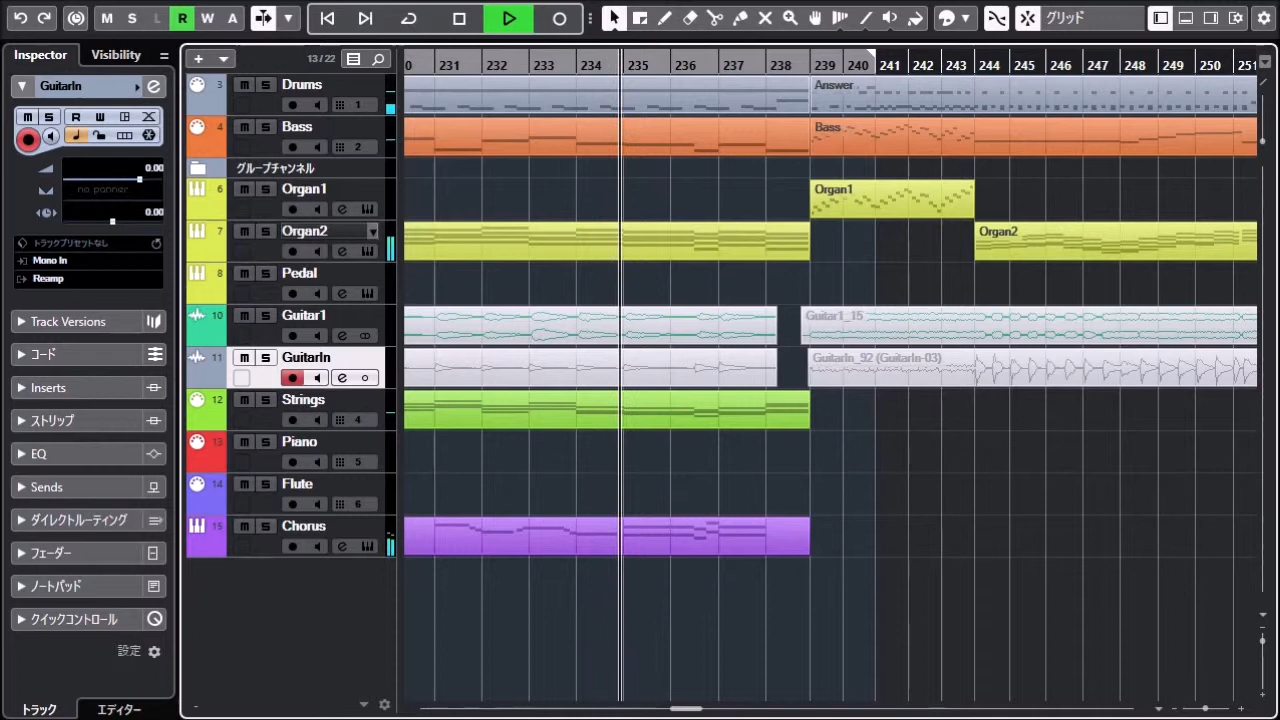 M S L R W A グリッド
Inspector Visibility
GuitarIn
m S R W
0.00
no panner
0.00
トラックプリセットなし
Mono In
Reamp
Track Versions
コード
Inserts
ストリップ
EQ
Sends
ダイレクトルーティング
フェーダー
ノートパッド
クイックコントロール
設定
トラック エディター
13/22
0 231 232 233 234 235 236 237 238 239 240 241 242 243 244 245 246 247 248 249 250 251
3 m S Drums
1
Answer
4 m S Bass
2
Bass
グループチャンネル
6 m S Organ1
e
Organ1
7 m S Organ2
e
Organ2
8 m S Pedal
e
10 m S Guitar1
e
Guitar1_15
11 m S GuitarIn
e
GuitarIn_92 (GuitarIn-03)
12 m S Strings
4
13 m S Piano
5
14 m S Flute
6
15 m S Chorus
e